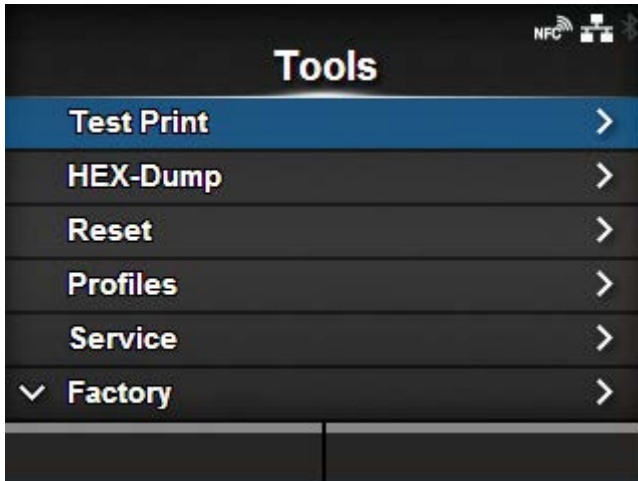 NFC
Tools
Test Print
HEX-Dump
Reset
Profiles
Service
Factory